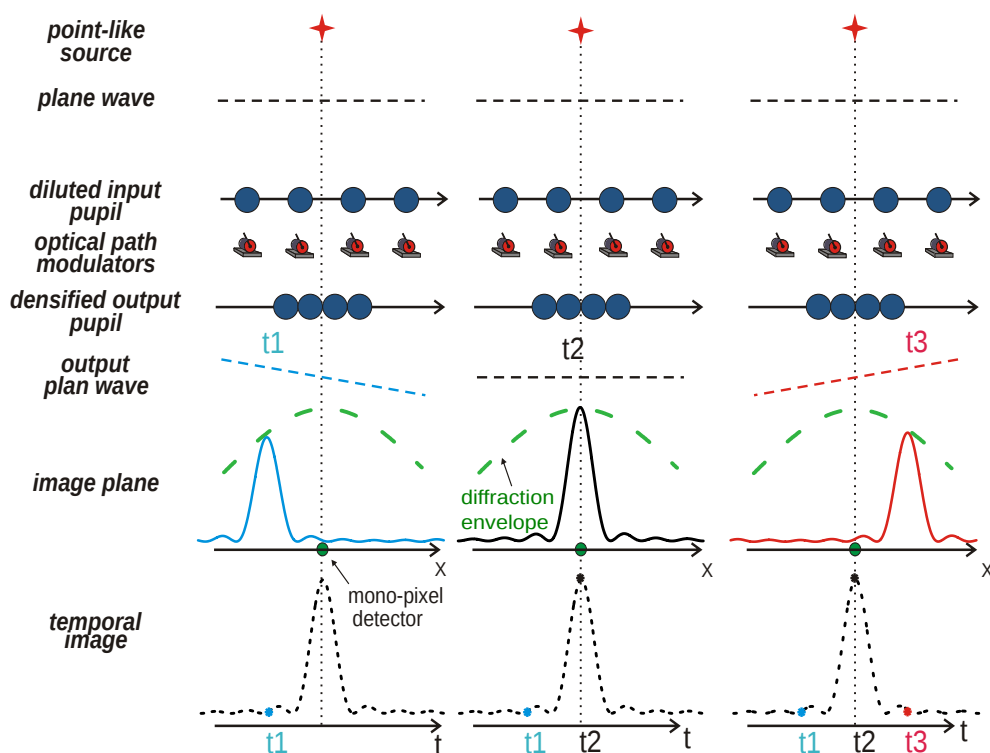 point-like
source
plane wave
diluted input
pupil
optical path
modulators
densified output
pupil
t1
t2
t3
output
plan wave
image plane
diffraction
envelope
X
X
X
mono-pixel
detector
temporal
image
t1
t
t1
t2
t
t1
t2
t3
t